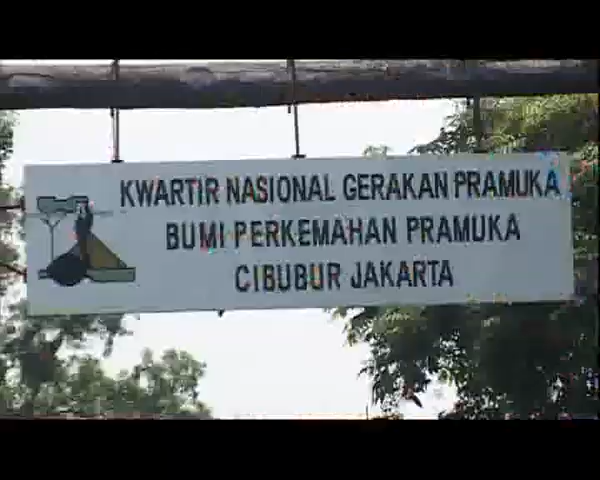 KWARTIR NASIONAL GERAKAN PRAMUKA
BUMI PERKEMAHAN PRAMUKA
CIBUBUR JAKARTA